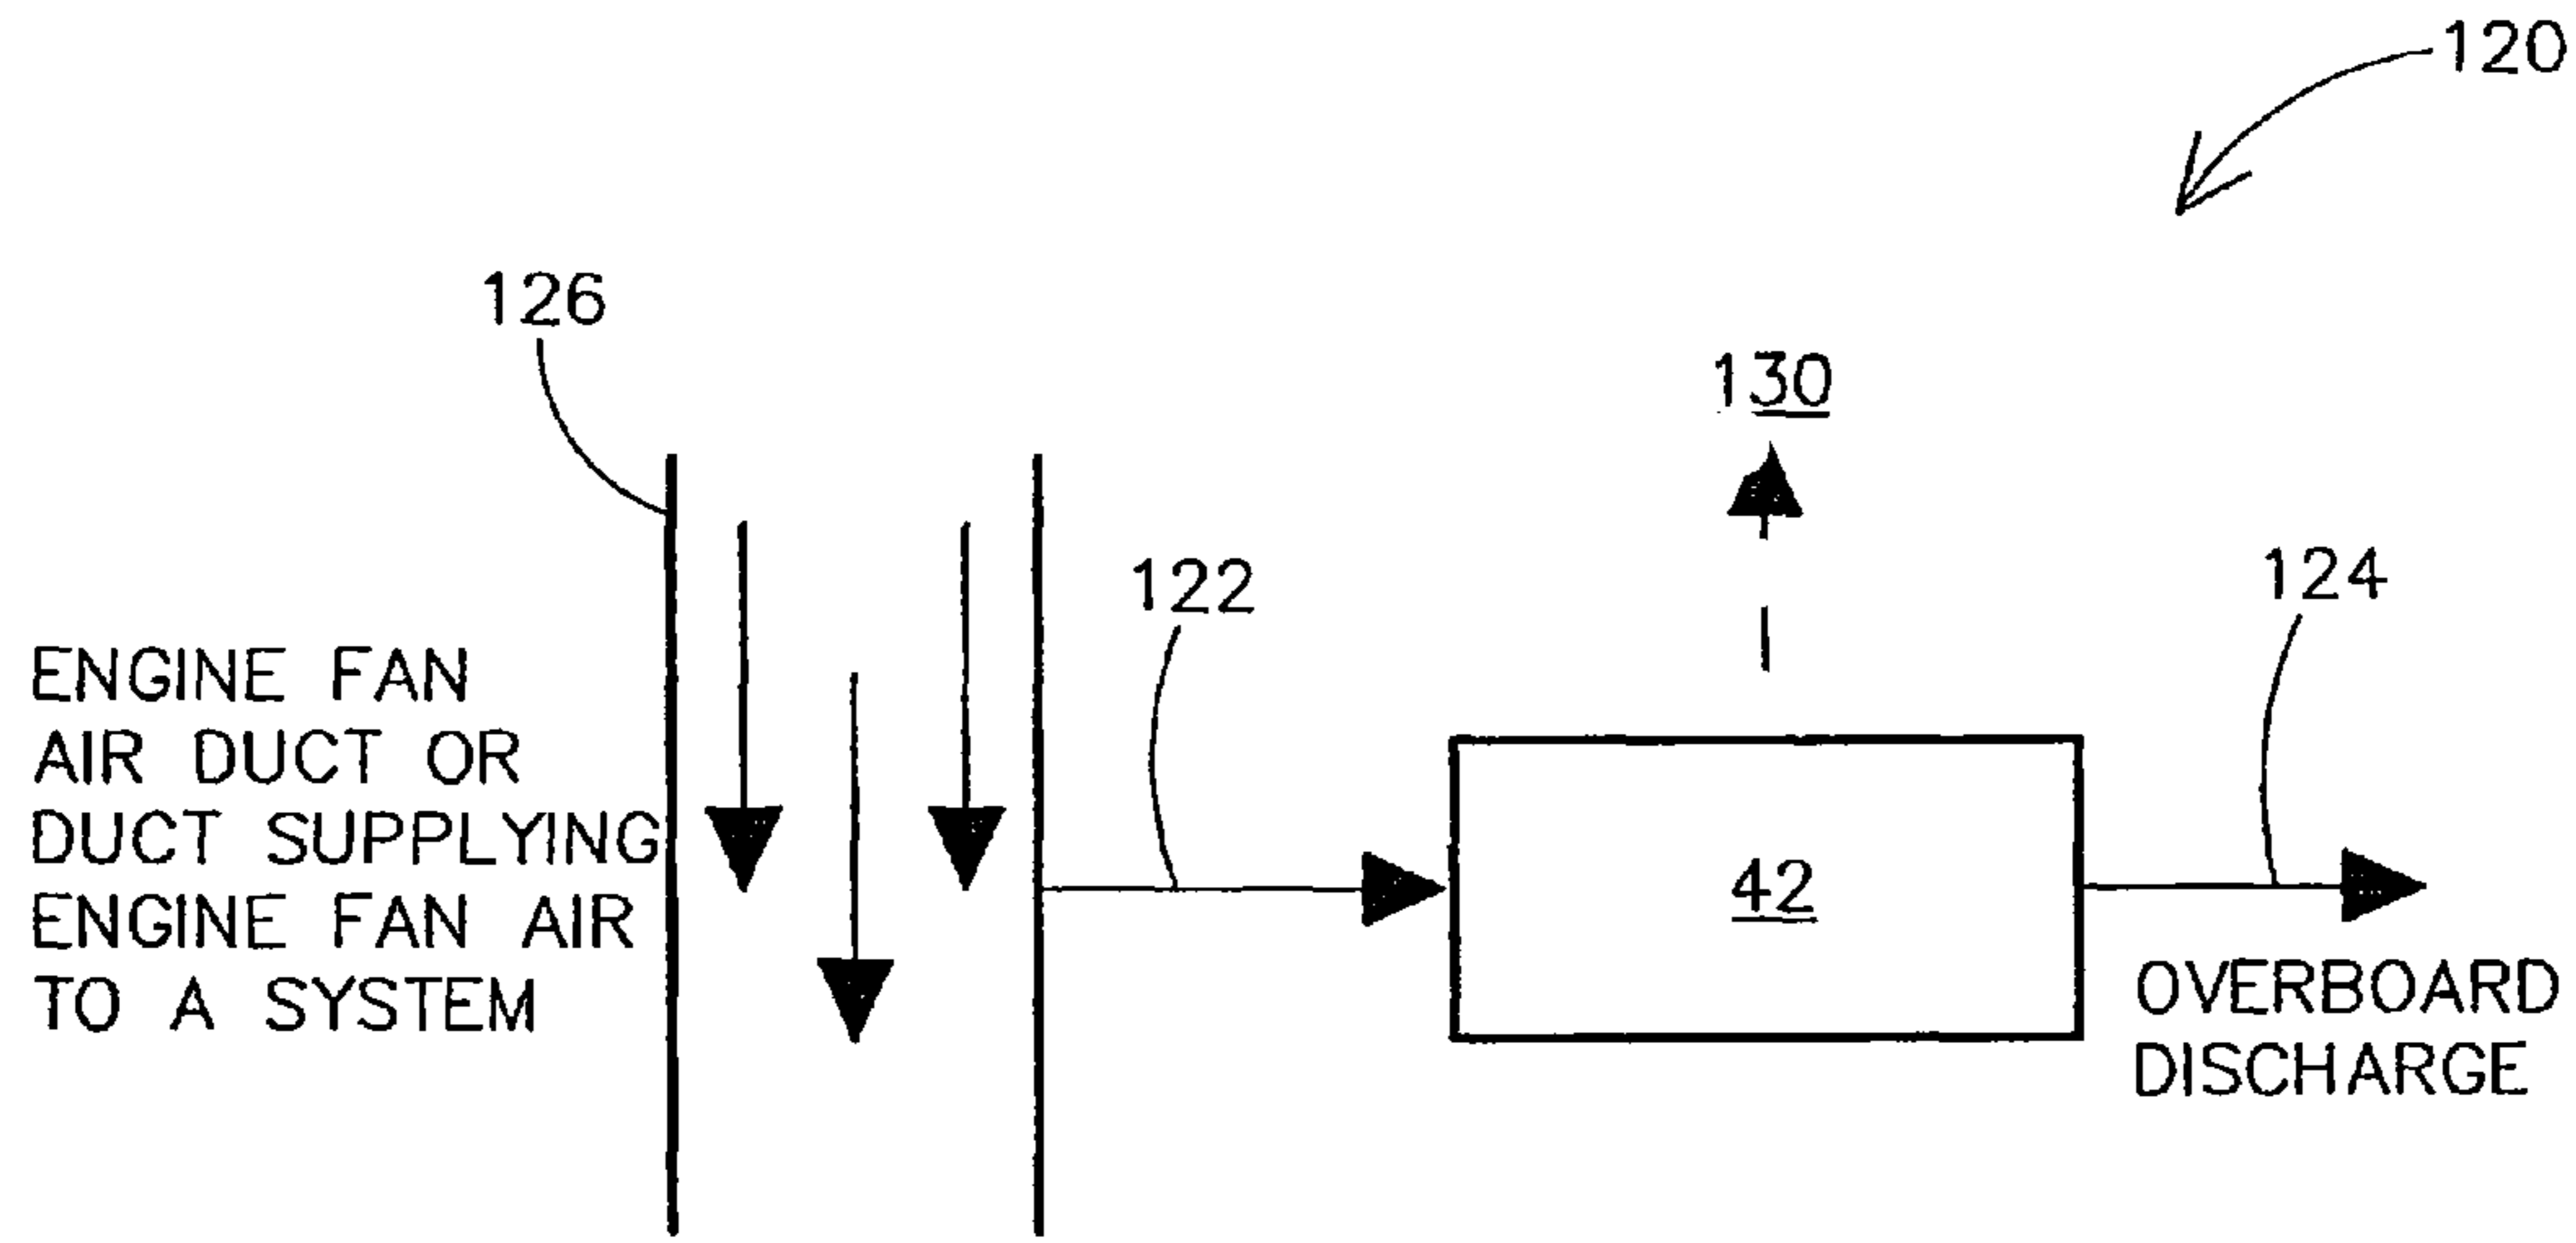 120
126
130
122
124
ENGINE FAN
AIR DUCT OR
DUCT SUPPLYING
ENGINE FAN AIR
TO A SYSTEM
42
OVERBOARD
DISCHARGE